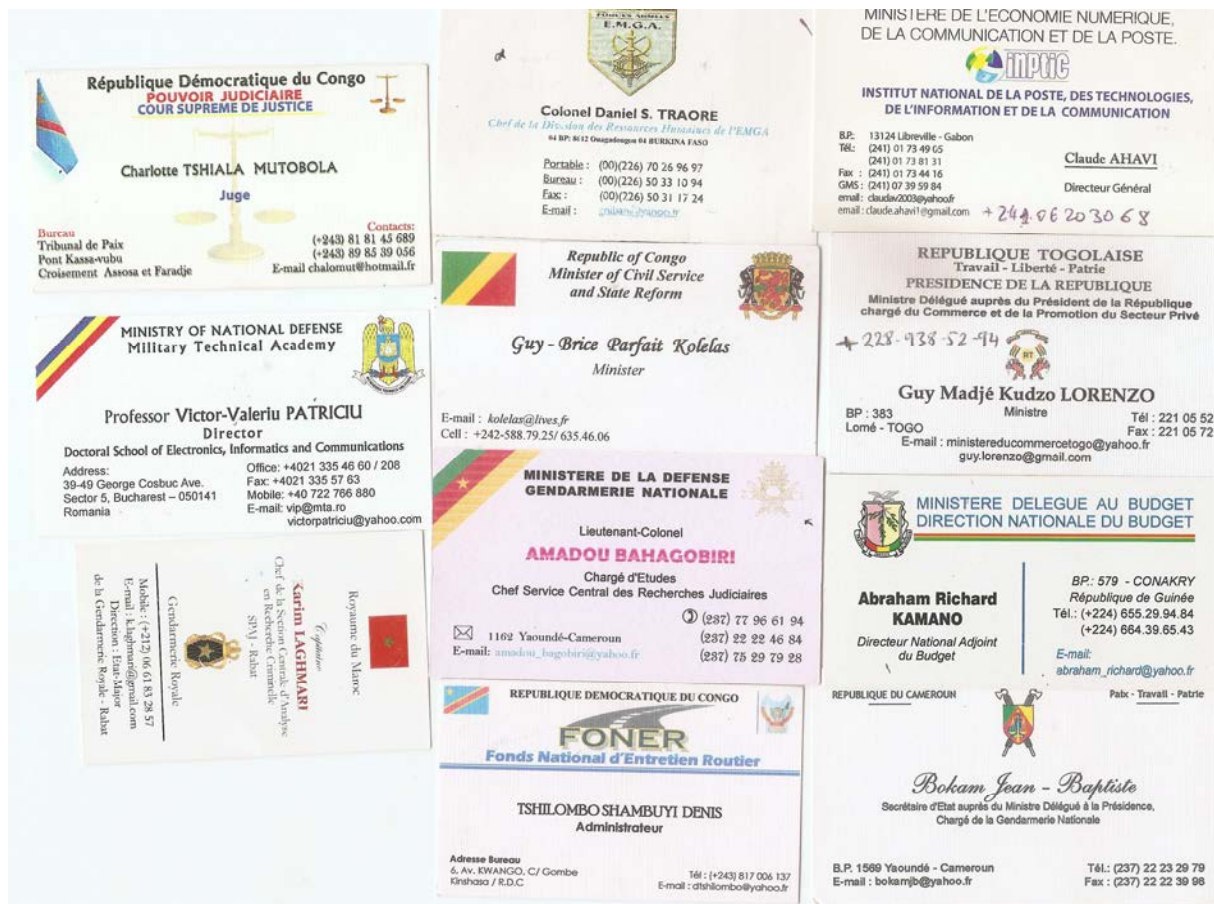 République Démocratique du Congo
POUVOIR JUDICIAIRE
COUR SUPREME DE JUSTICE
Charlotte TSHIALA MUTOBOLA
Juge
Bureau
Tribunal de Paix
Pont Kassa-vubu
Croisement Assosa et Faradje
Contacts:
(+243) 81 81 45 689
(+243) 89 85 39 056
E-mail chalomut@hotmail.fr
MINISTRY OF NATIONAL DEFENSE
Military Technical Academy
Professor Victor-Valeriu PATRICIU
Director
Doctoral School of Electronics, Informatics and Communications
Address:
39-49 George Cosbuc Ave.
Sector 5, Bucharest – 050141
Romania
Office: +4021 335 46 60 / 208
Fax: +4021 335 57 63
Mobile: +40 722 766 880
E-mail: vip@mta.ro
victorpatriciu@yahoo.com
Royaume du Maroc
Capitaine
Karim LAGHMARI
Chef de la Section Centrale d'Analyse
en Recherche Criminelle
SPAJ - Rabat
Gendarmerie Royale
Mobile : (+212) 06 61 83 28 57
E-mail : k.laghmari@gmail.com
Direction : Etat-Major
de la Gendarmerie Royale - Rabat
FORCES ARMEES
E.M.G.A.
Colonel Daniel S. TRAORE
Chef de la Division des Ressources Humaines de l'EMGA
04 BP: 8612 Ouagadougou 04 BURKINA FASO
Portable : (00)(226) 70 26 96 97
Bureau : (00)(226) 50 33 10 94
Fax : (00)(226) 50 31 17 24
E-mail :
Republic of Congo
Minister of Civil Service
and State Reform
Guy - Brice Parfait Kolelas
Minister
E-mail : kolelas@lives.fr
Cell : +242-588.79.25/ 635.46.06
MINISTERE DE LA DEFENSE
GENDARMERIE NATIONALE
Lieutenant-Colonel
AMADOU BAHAGOBIRI
Chargé d'Etudes
Chef Service Central des Recherches Judiciaires
1162 Yaoundé-Cameroun
E-mail: amadou_bagobiri@yahoo.fr
(237) 77 96 61 94
(237) 22 22 46 84
(237) 75 29 79 28
REPUBLIQUE DEMOCRATIQUE DU CONGO
FONER
Fonds National d'Entretien Routier
TSHILOMBO SHAMBUYI DENIS
Administrateur
Adresse Bureau
6, Av. KWANGO, C/ Gombe
Kinshasa / R.D.C
Tél : (+243) 817 006 137
E-mail : dtshilombo@yahoo.fr
MINISTERE DE L'ECONOMIE NUMERIQUE,
DE LA COMMUNICATION ET DE LA POSTE.
inptic
INSTITUT NATIONAL DE LA POSTE, DES TECHNOLOGIES,
DE L'INFORMATION ET DE LA COMMUNICATION
B.P.: 13124 Libreville - Gabon
Tél.: (241) 01 73 49 05
(241) 01 73 81 31
Fax : (241) 01 73 44 16
GMS : (241) 07 39 59 84
email : claudav2003@yahoo.fr
email : claude.ahavi1@gmail.com
Claude AHAVI
Directeur Général
+241.06203068
REPUBLIQUE TOGOLAISE
Travail - Liberté - Patrie
PRESIDENCE DE LA REPUBLIQUE
Ministre Délégué auprès du Président de la République
chargé du Commerce et de la Promotion du Secteur Privé
+228-938-52-94
RT
Guy Madjé Kudzo LORENZO
Ministre
BP : 383
Lomé - TOGO
Tél : 221 05 52
Fax : 221 05 72
E-mail : ministereducommercetogo@yahoo.fr
guy.lorenzo@gmail.com
MINISTERE DELEGUE AU BUDGET
DIRECTION NATIONALE DU BUDGET
Abraham Richard
KAMANO
Directeur National Adjoint
du Budget
BP.: 579 - CONAKRY
République de Guinée
Tél.: (+224) 655.29.94.84
(+224) 664.39.65.43
E-mail:
abraham_richard@yahoo.fr
REPUBLIQUE DU CAMEROUN
Paix - Travail - Patrie
Bokam Jean - Baptiste
Secrétaire d'Etat auprès du Ministre Délégué à la Présidence,
Chargé de la Gendarmerie Nationale
B.P. 1569 Yaoundé - Cameroun
E-mail : bokamjb@yahoo.fr
Tél.: (237) 22 23 29 79
Fax : (237) 22 22 39 96